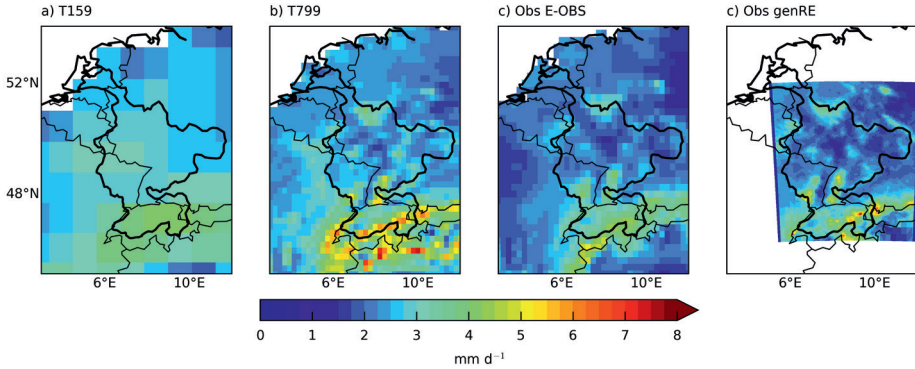 a) T159
b) T799
c) Obs E-OBS
c) Obs genRE
52°N
48°N
6°E 10°E 6°E 10°E 6°E 10°E 6°E 10°E
0 1 2 3 4 5 6 7 8
mm d⁻¹